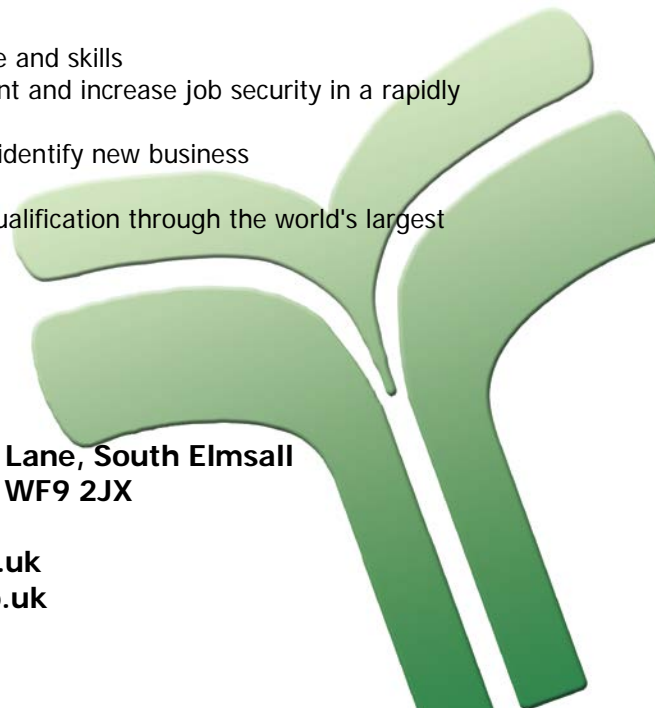 e and skills
nt and increase job security in a rapidly
identify new business
ualification through the world's largest
Lane, South Elmsall
WF9 2JX
.uk
.uk